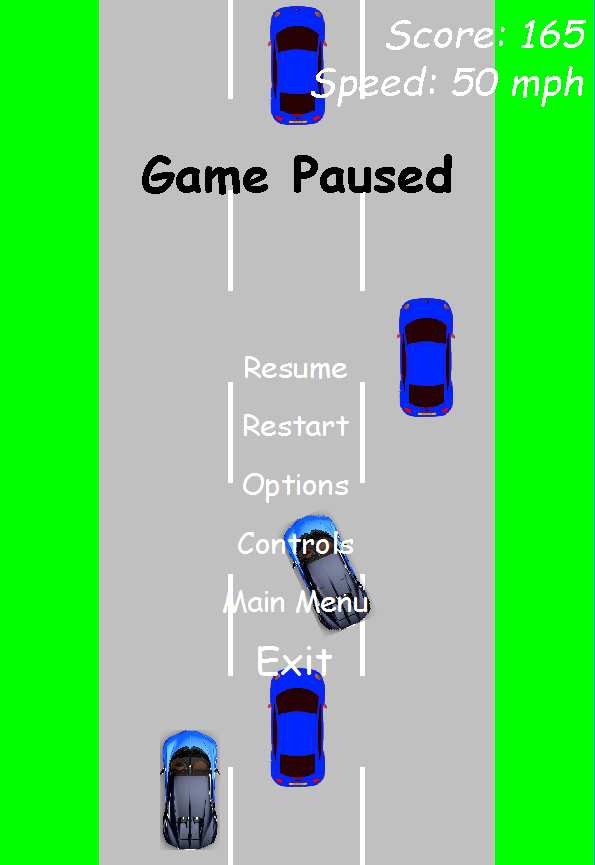 Score: 165
Speed: 50 mph
Game Paused
Resume
Restart
Options
Controls
Main Menu
Exit